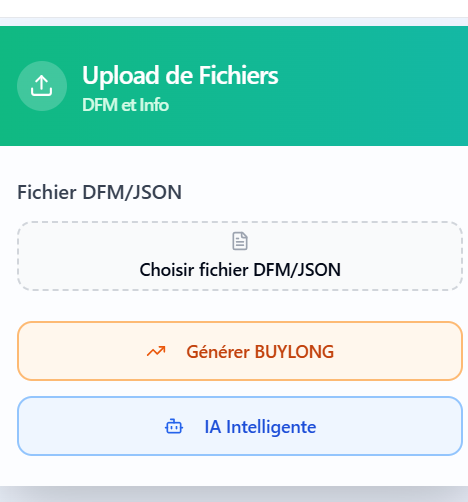 Upload de Fichiers
DFM et Info
Fichier DFM/JSON
Choisir fichier DFM/JSON
Générer BUYLONG
IA Intelligente